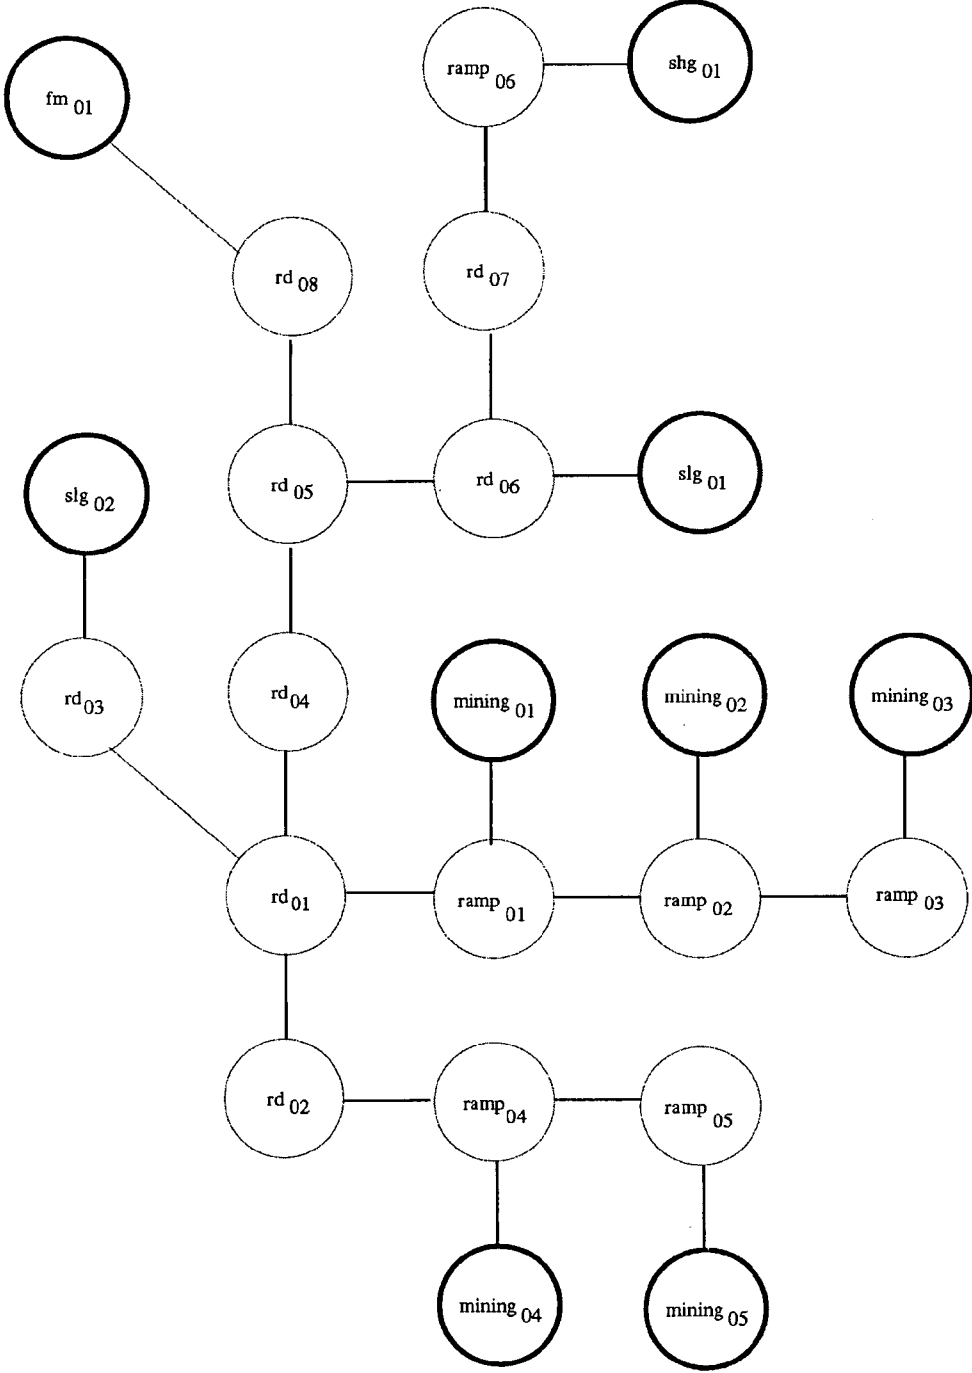 ramp 06
shg 01
fm 01
rd 08
rd 07
slg 02
rd 05
rd 06
slg 01
rd 03
rd 04
mining 01
mining 02
mining 03
rd 01
ramp 01
ramp 02
ramp 03
rd 02
ramp 04
ramp 05
mining 04
mining 05